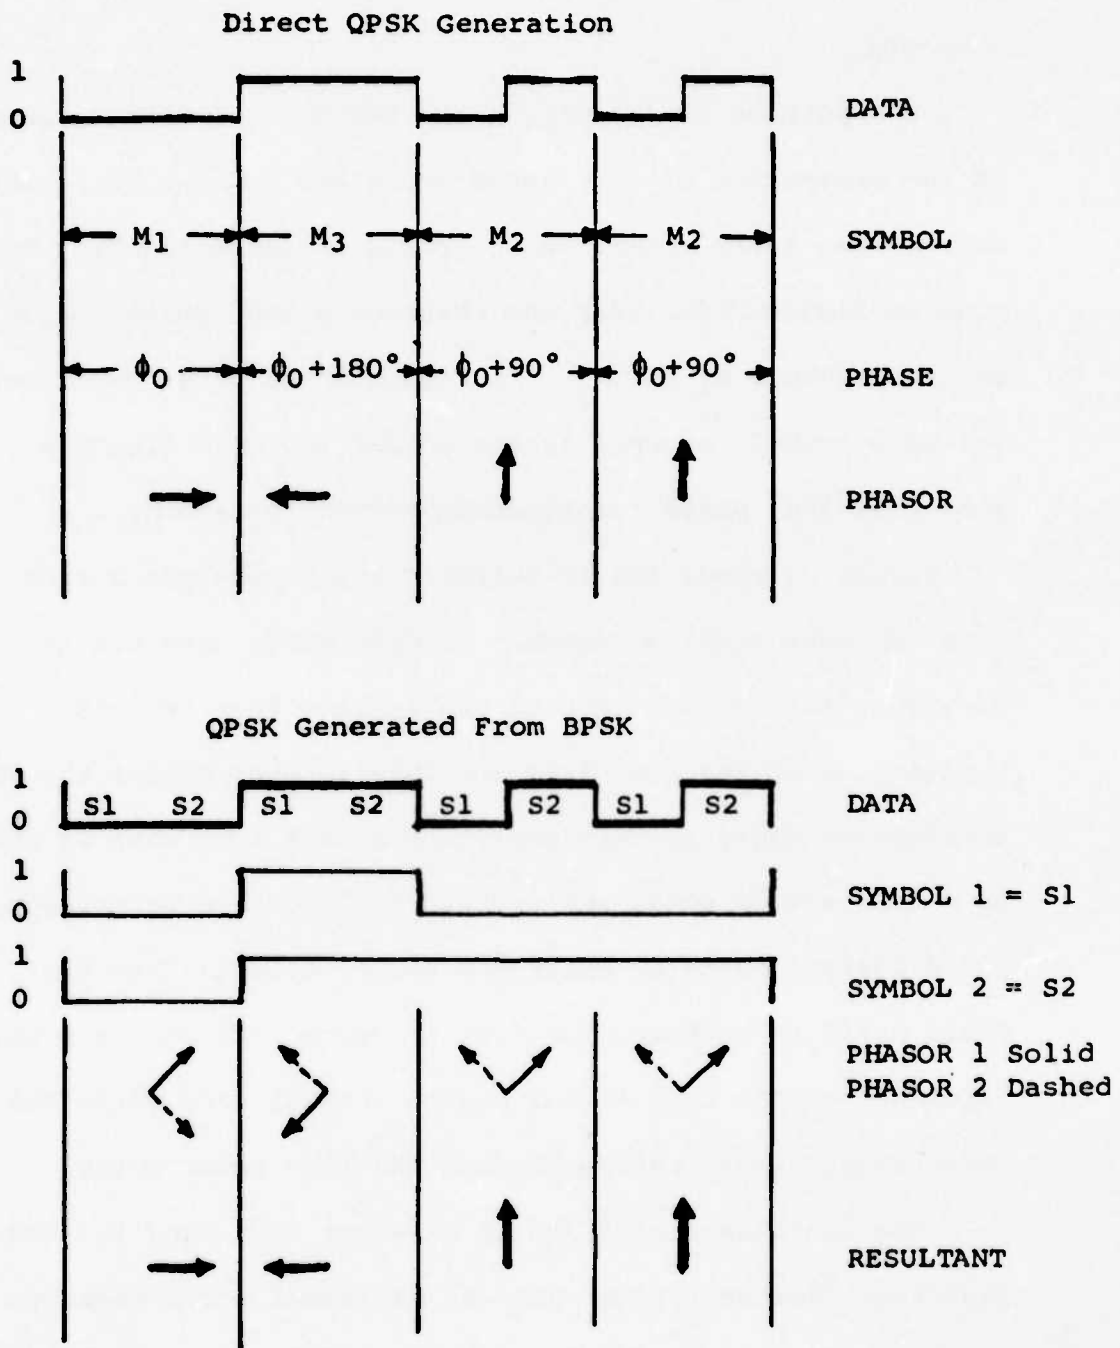 Direct QPSK Generation
1
0
DATA
M1 M3 M2 M2 SYMBOL
ϕ0 ϕ0+180° ϕ0+90° ϕ0+90° PHASE
PHASOR
QPSK Generated From BPSK
1
0
S1 S2 S1 S2 S1 S2 S1 S2 DATA
1
0
SYMBOL 1 = S1
1
0
SYMBOL 2 = S2
PHASOR 1 Solid
PHASOR 2 Dashed
RESULTANT